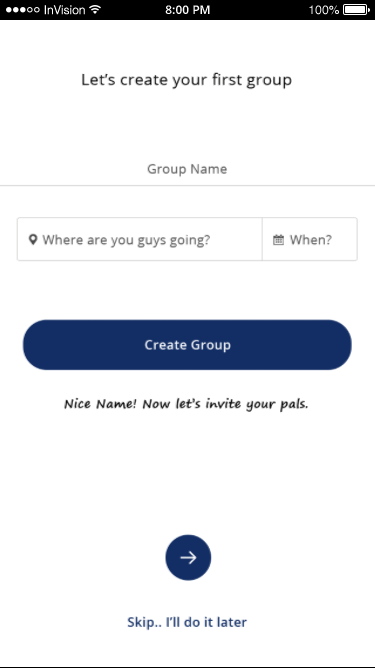 InVision 8:00 PM 100%
Let's create your first group
Group Name
Where are you guys going? When?
Create Group
Nice Name! Now let's invite your pals.
Skip.. I'll do it later